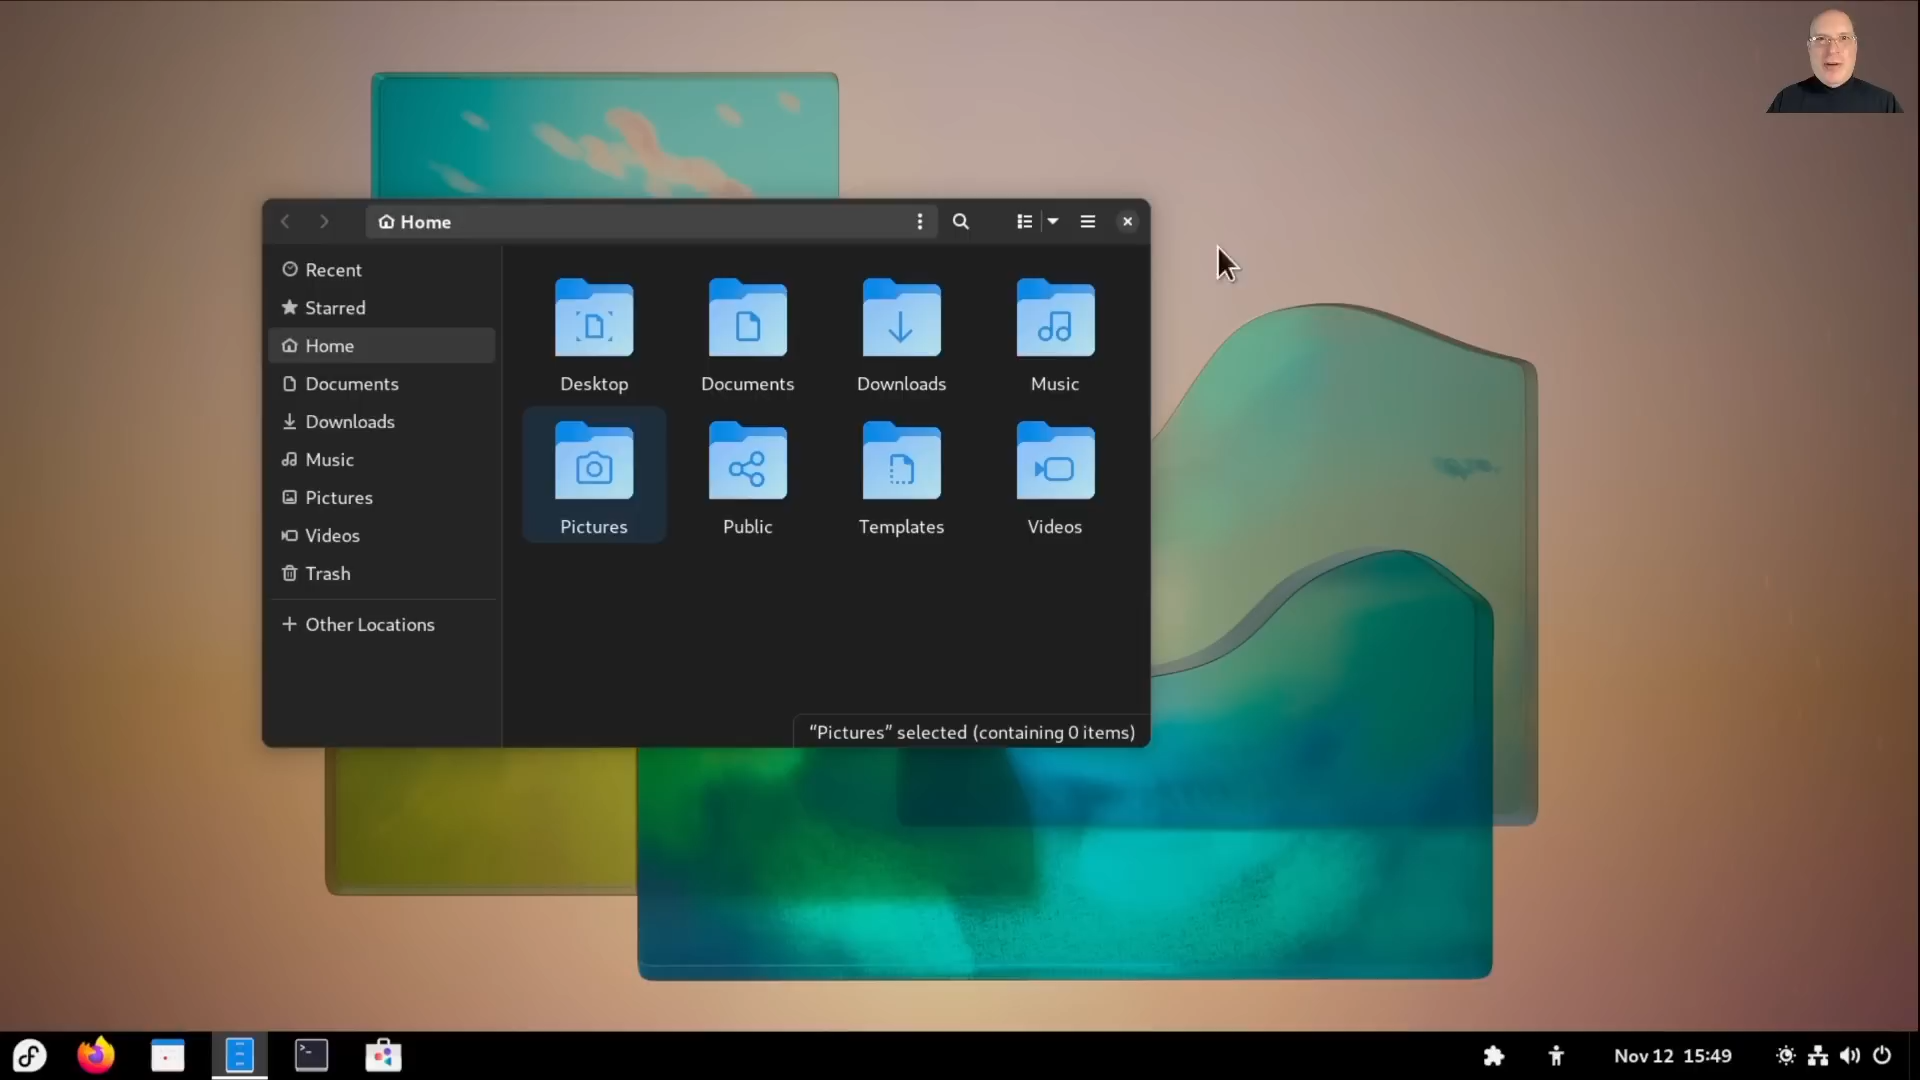 Home
Recent
Starred
Home
Documents
Downloads
Music
Pictures
Videos
Trash
Other Locations
Desktop
Documents
Downloads
Music
Pictures
Public
Templates
Videos
“Pictures” selected (containing 0 items)
Nov 12 15:49